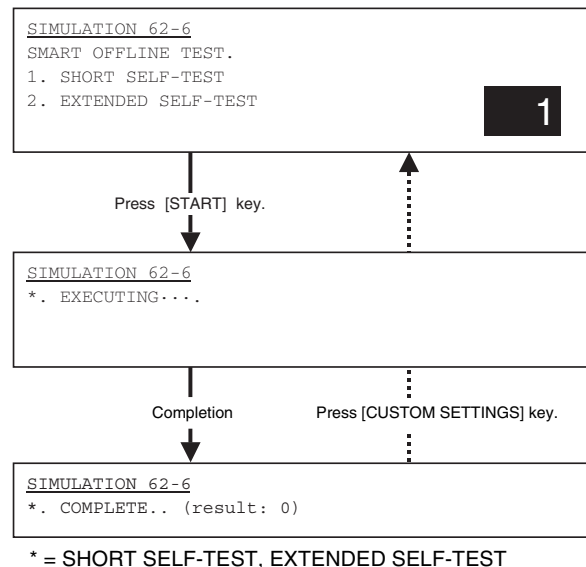 SIMULATION 62-6
SMART OFFLINE TEST.
1. SHORT SELF-TEST
2. EXTENDED SELF-TEST
1
Press [START] key.
SIMULATION 62-6
*. EXECUTING···.
Completion
Press [CUSTOM SETTINGS] key.
SIMULATION 62-6
*. COMPLETE.. (result: 0)
* = SHORT SELF-TEST, EXTENDED SELF-TEST